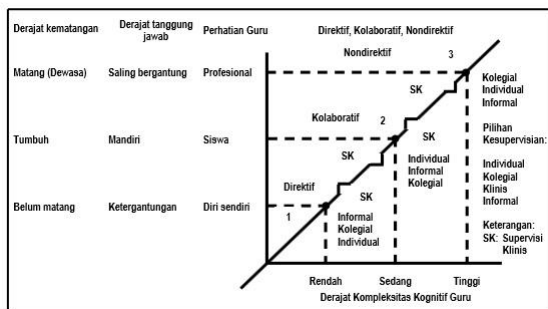 Derajat kematangan
Derajat tanggung
jawab
Perhatian Guru
Direktif, Kolaboratif, Nondirektif
Nondirektif
3
Matang (Dewasa)
Saling bergantung
Profesional
SK
Kolegial
Individual
Informal
Kolaboratif
2
SK
Pilihan
Kesupervisian:
Tumbuh
Mandiri
Siswa
SK
Individual
Informal
Kolegial
Individual
Kolegial
Klinis
Informal
Direktif
SK
Belum matang
Ketergantungan
Diri sendiri
1
Informal
Kolegial
Individual
Keterangan:
SK: Supervisi
Klinis
Rendah
Sedang
Tinggi
Derajat Kompleksitas Kognitif Guru